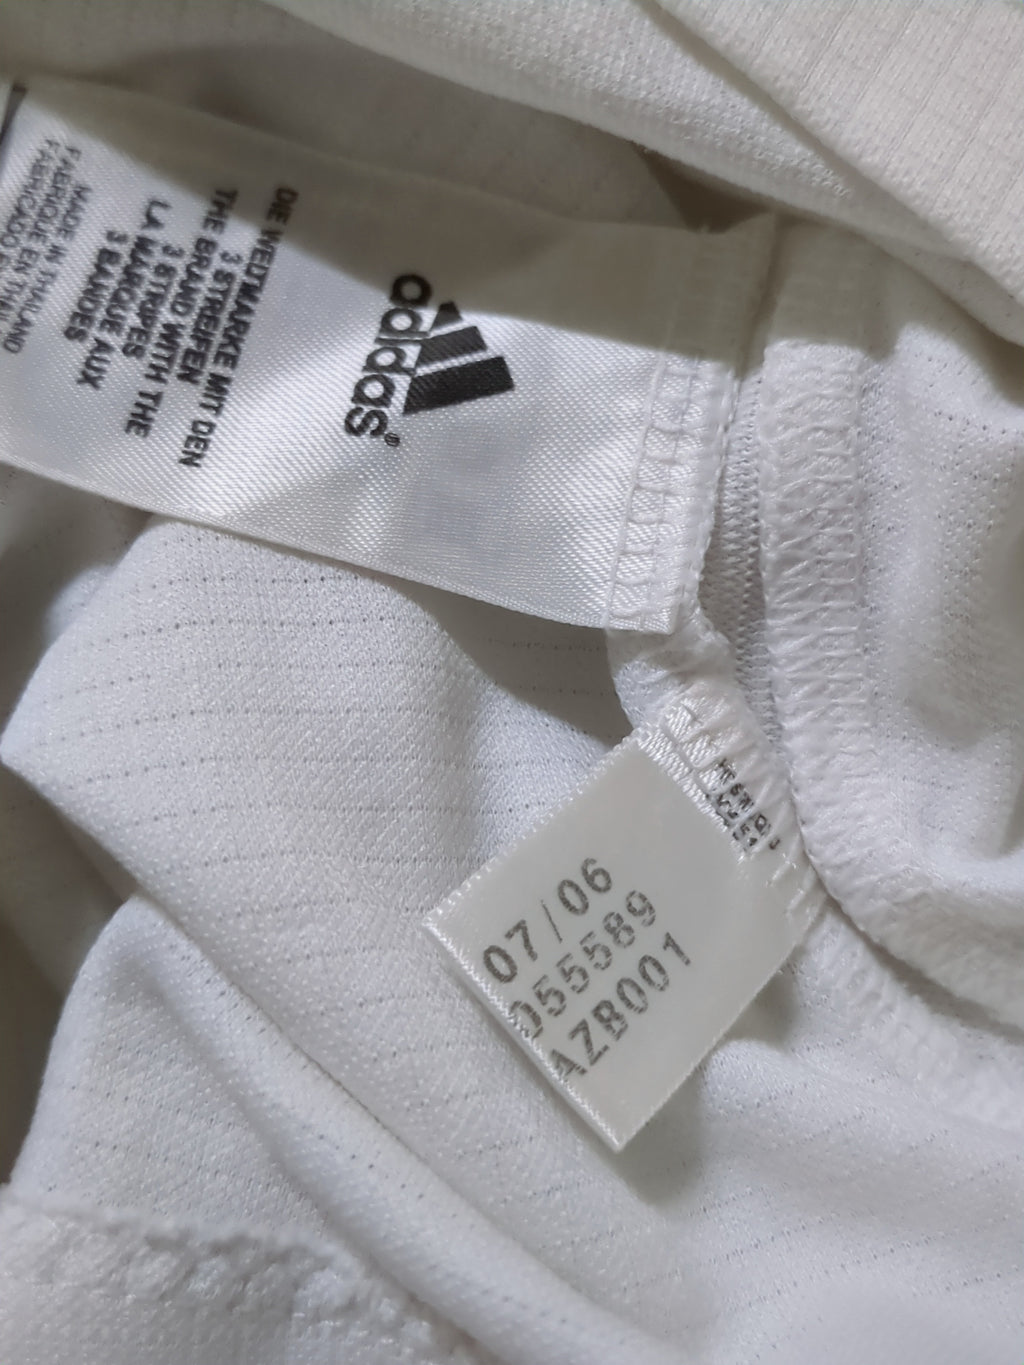 adidas®
DIE WELTMARKE MIT DEN
3 STREIFEN
THE BRAND WITH THE
3 STRIPES
LA MARQUE AUX
3 BANDES
MADE IN THAILAND
FABRIQUE EN
FABRICADO E
07/06
055589
AZB001